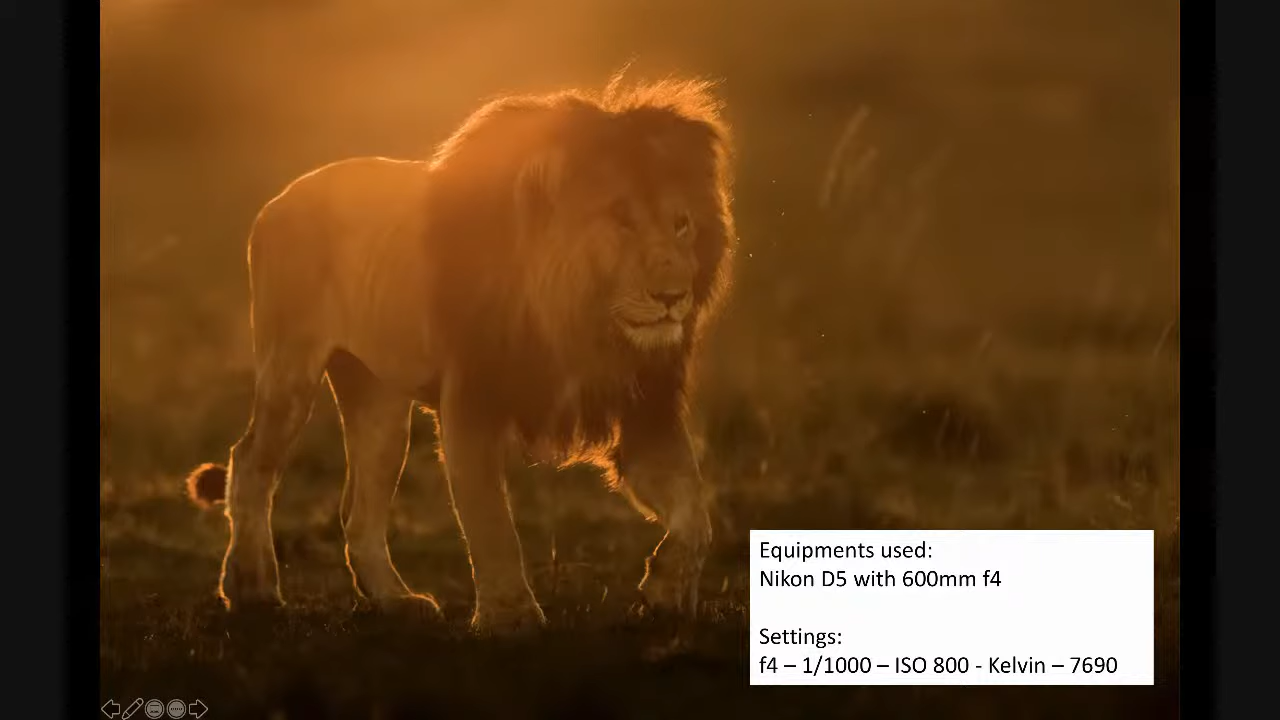 Equipments used:
Nikon D5 with 600mm f4
Settings:
f4 – 1/1000 – ISO 800 - Kelvin – 7690